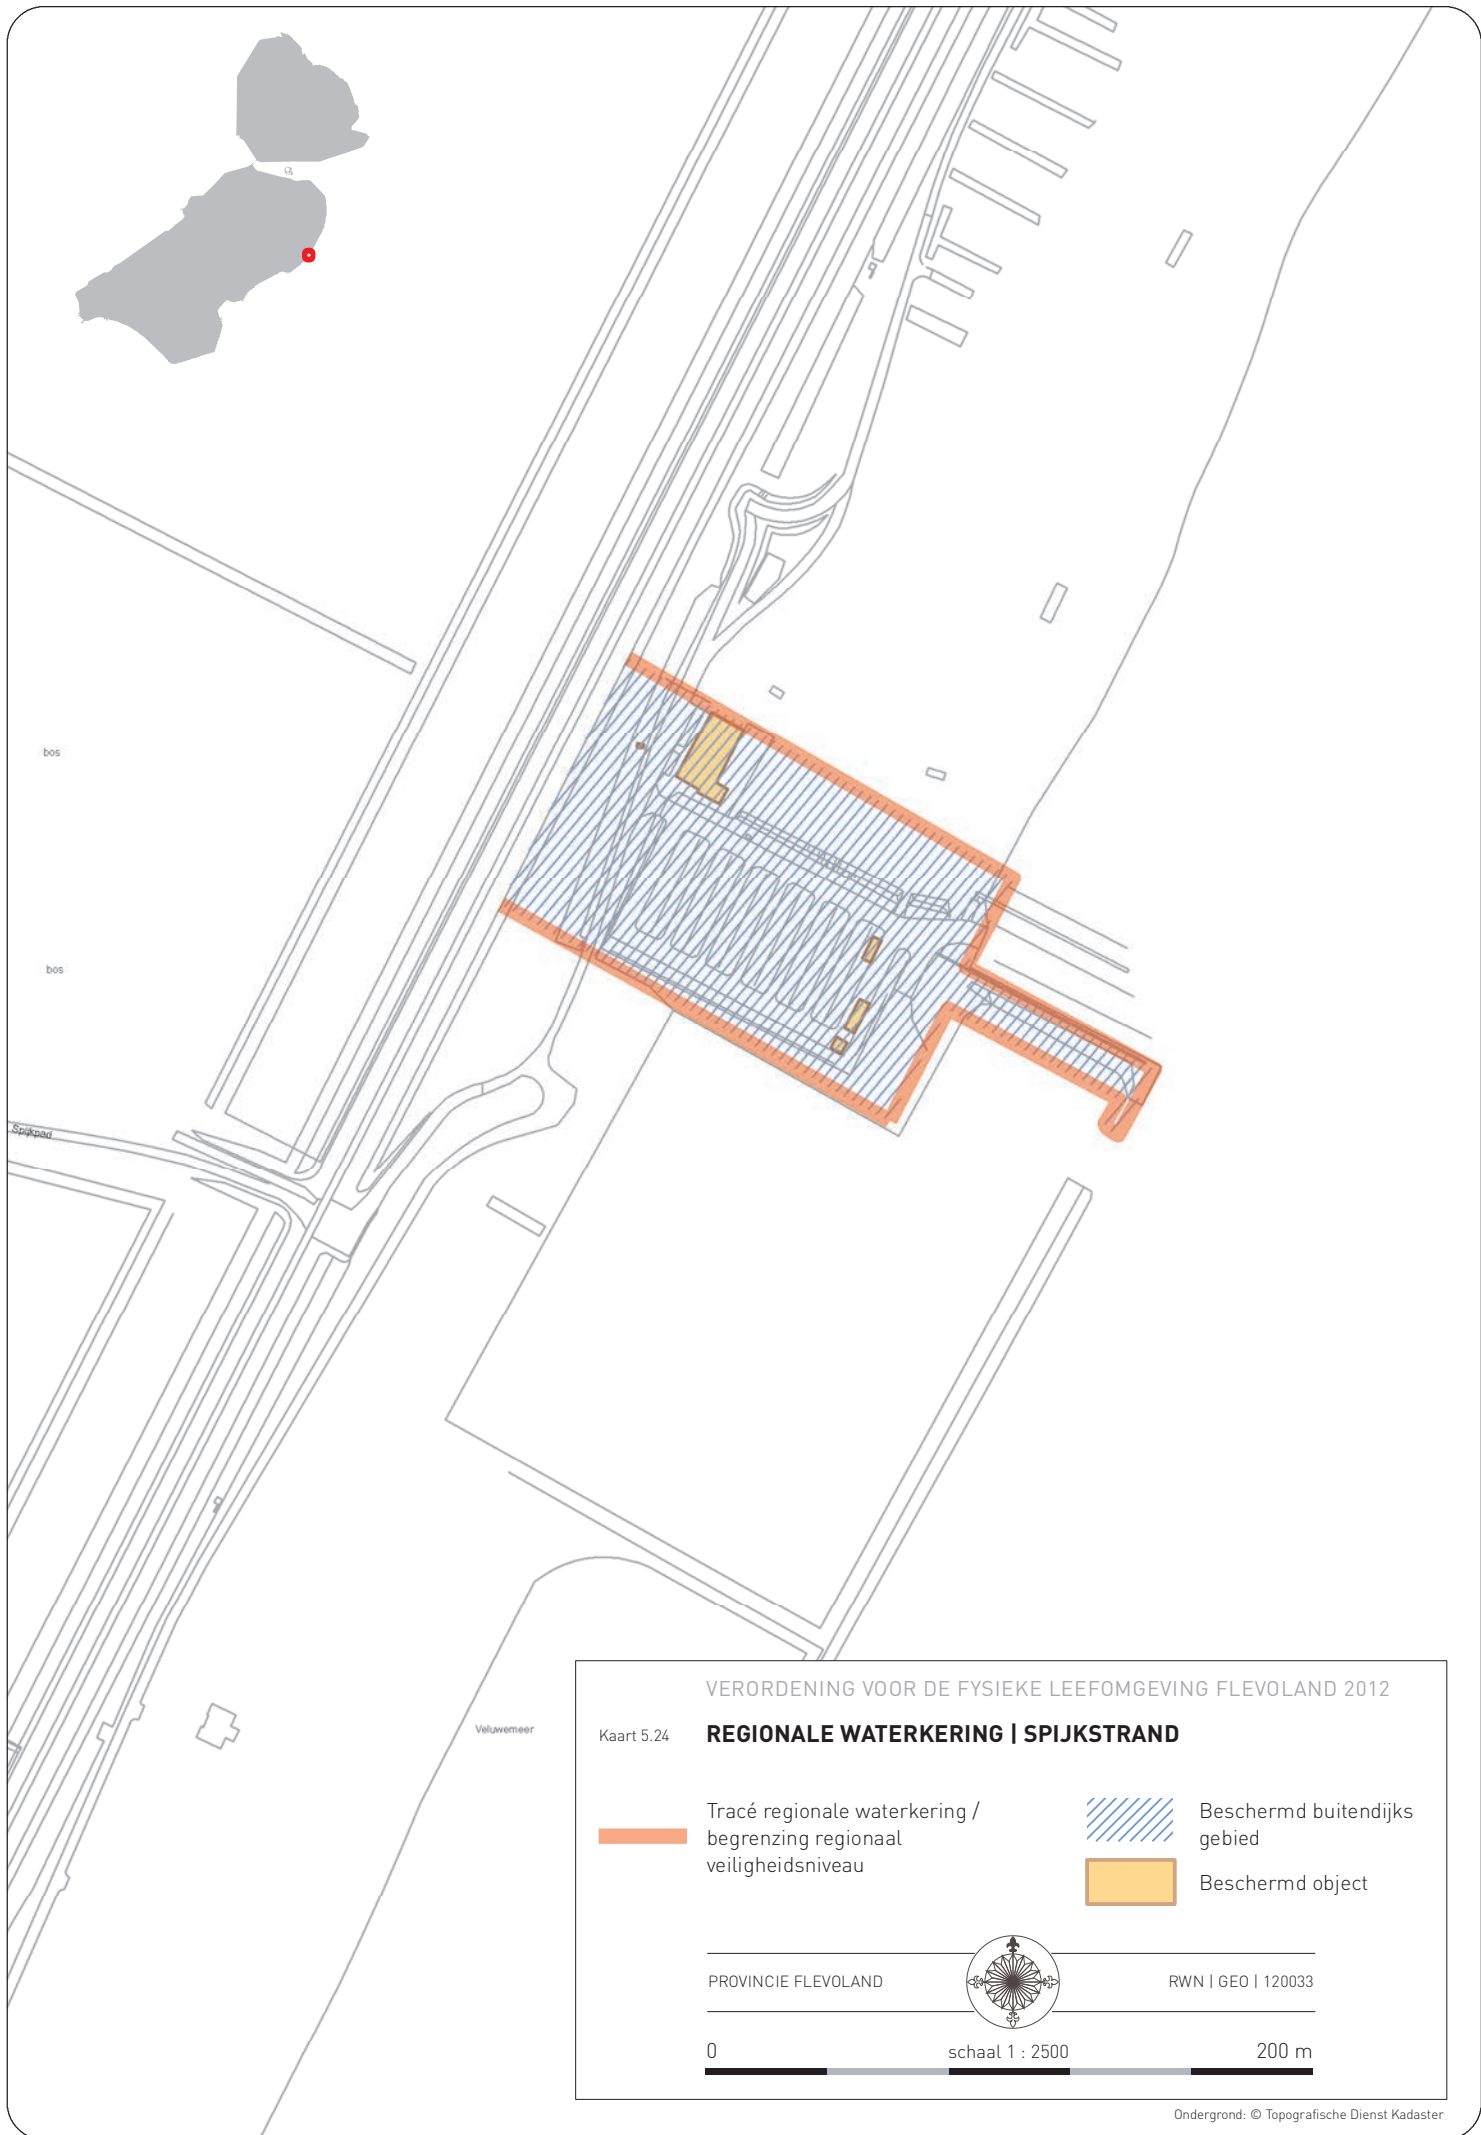 bos
bos
Spijkpad
Veluwemeer
VERORDENING VOOR DE FYSIEKE LEEFOMGEVING FLEVOLAND 2012
Kaart 5.24
REGIONALE WATERKERING | SPIJKSTRAND
Tracé regionale waterkering /
begrenzing regionaal
veiligheidsniveau
Beschermd buitendijks
gebied
Beschermd object
PROVINCIE FLEVOLAND
RWN | GEO | 120033
0
schaal 1 : 2500
200 m
Ondergrond: © Topografische Dienst Kadaster